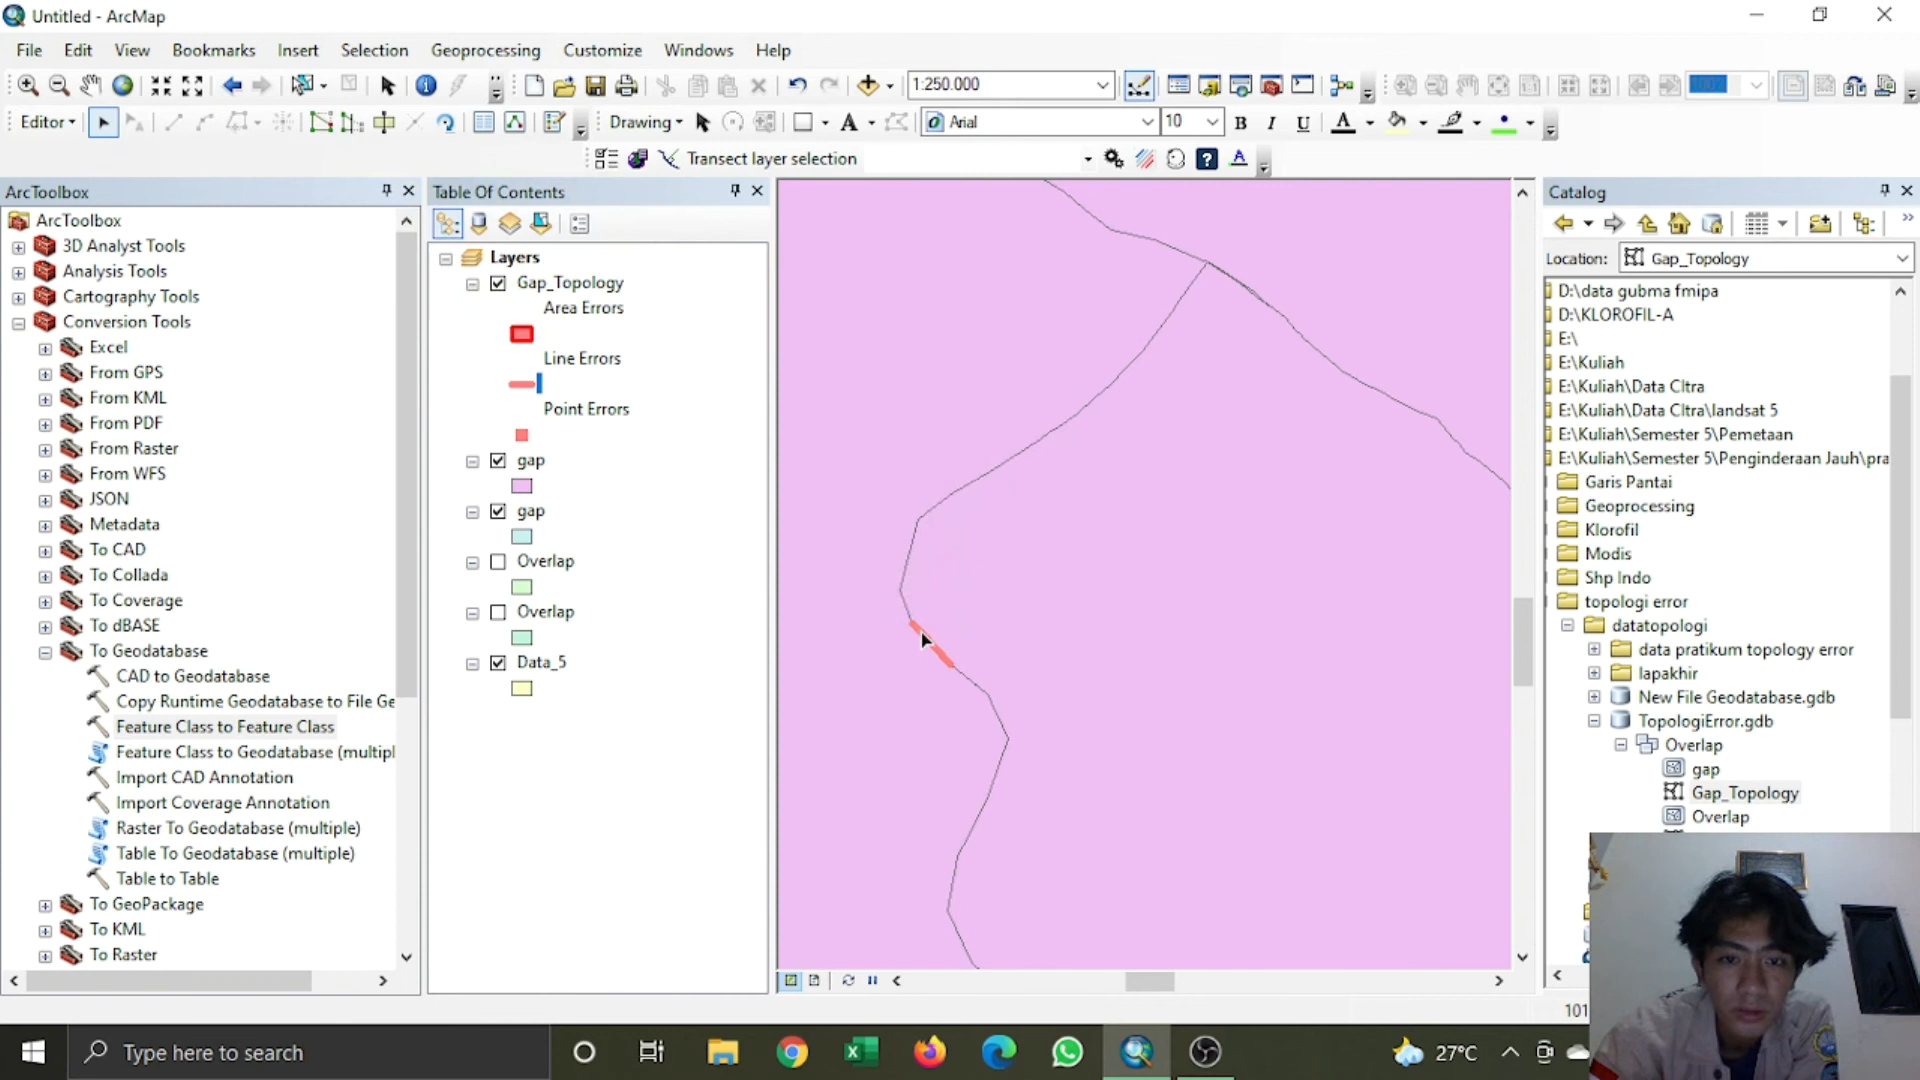 Untitled - ArcMap
File Edit View Bookmarks Insert Selection Geoprocessing Customize Windows Help
1:250.000
Editor Drawing A Arial 10 B I U A
Transect layer selection ? A
ArcToolbox
ArcToolbox
3D Analyst Tools
Analysis Tools
Cartography Tools
Conversion Tools
Excel
From GPS
From KML
From PDF
From Raster
From WFS
JSON
Metadata
To CAD
To Collada
To Coverage
To dBASE
To Geodatabase
CAD to Geodatabase
Copy Runtime Geodatabase to File Ge
Feature Class to Feature Class
Feature Class to Geodatabase (multipl
Import CAD Annotation
Import Coverage Annotation
Raster To Geodatabase (multiple)
Table To Geodatabase (multiple)
Table to Table
To GeoPackage
To KML
To Raster
Table Of Contents
Layers
Gap_Topology
Area Errors
Line Errors
Point Errors
gap
gap
Overlap
Overlap
Data_5
Catalog
Location: Gap_Topology
D:\data gubma fmipa
D:\KLOROFIL-A
E:\
E:\Kuliah
E:\Kuliah\Data CItra
E:\Kuliah\Data CItra\landsat 5
E:\Kuliah\Semester 5\Pemetaan
E:\Kuliah\Semester 5\Penginderaan Jauh\pra
Garis Pantai
Geoprocessing
Klorofil
Modis
Shp Indo
topologi error
datatopologi
data pratikum topology error
lapakhir
New File Geodatabase.gdb
TopologiError.gdb
Overlap
gap
Gap_Topology
Overlap
101
Type here to search
27°C